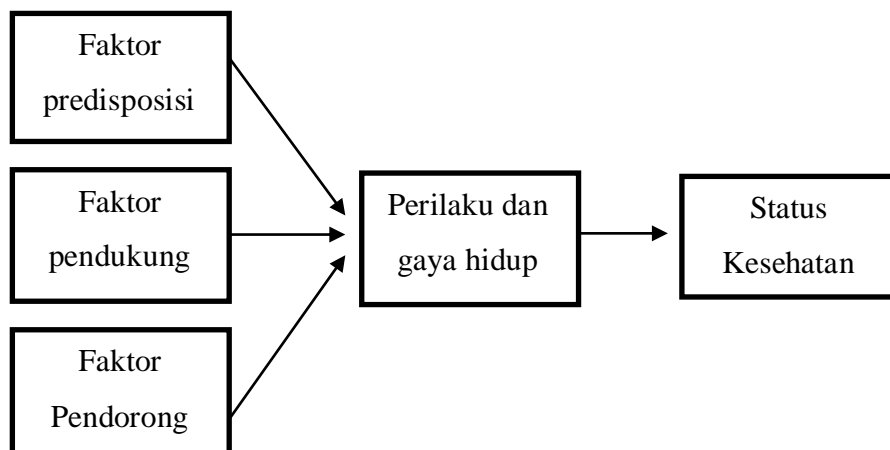 Faktor
predisposisi
Faktor
pendukung
Faktor
Pendorong
Perilaku dan
gaya hidup
Status
Kesehatan